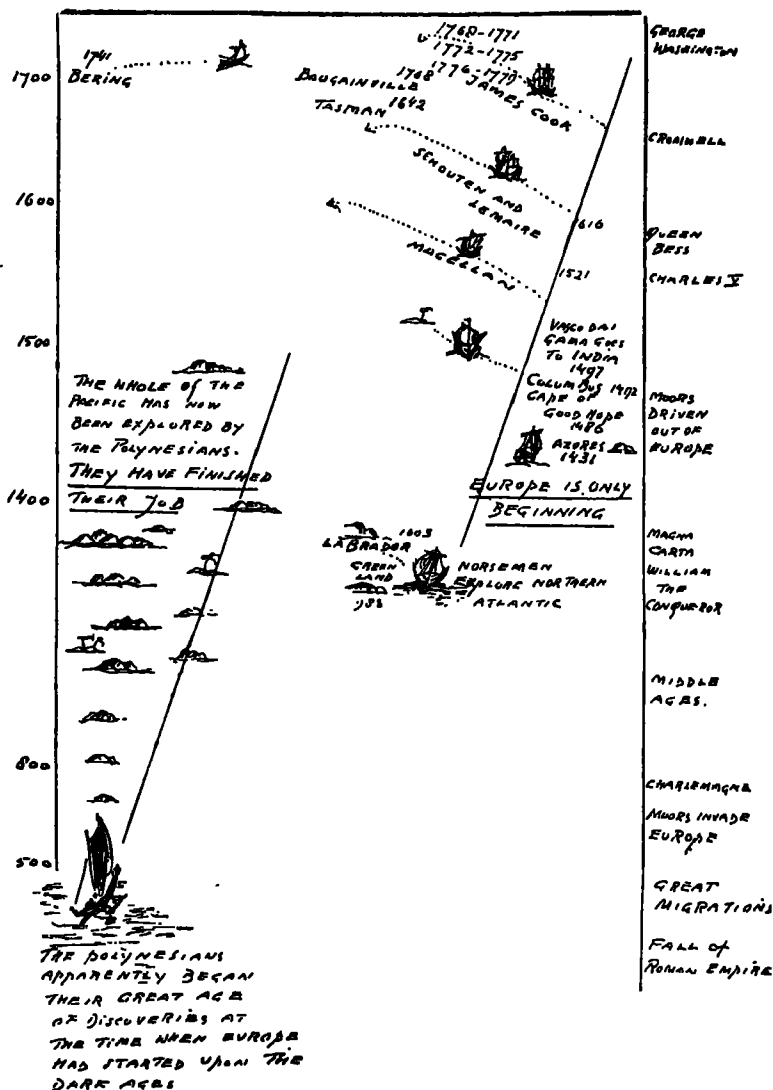 1700
1600
1500
1400
800
500
1741
BERING
1768-1771
1772-1775
1776-1779
JAMES COOK
BOUGAINVILLE 1768
TASMAN 1642
SCHOUTEN AND
LEMAIRE
616
MAGELLAN
1521
VASCO DAI
GAMA GOES
TO INDIA
1497
COLUMBUS 1492
CAPE OF
GOOD HOPE
1486
AZORES
1431
EUROPE IS ONLY
BEGINNING
THE WHOLE OF THE
PACIFIC HAS NOW
BEEN EXPLORED BY
THE POLYNESIANS.
THEY HAVE FINISHED
THEIR JOB
1003
LABRADOR
GREEN
LAND
983
NORSEMEN
EXPLORE NORTHERN
ATLANTIC
THE POLYNESIANS
APPARENTLY BEGAN
THEIR GREAT AGE
OF DISCOVERIES AT
THE TIME WHEN EUROPE
HAD STARTED UPON THE
DARK AGES
GEORGE
WASHINGTON
CROMWELL
QUEEN
BESS
CHARLES V
MOORS
DRIVEN
OUT OF
EUROPE
MAGNA
CARTA
WILLIAM
THE
CONQUEROR
MIDDLE
AGES.
CHARLEMAGNE
MOORS INVADE
EUROPE
GREAT
MIGRATIONS
FALL OF
ROMAN EMPIRE